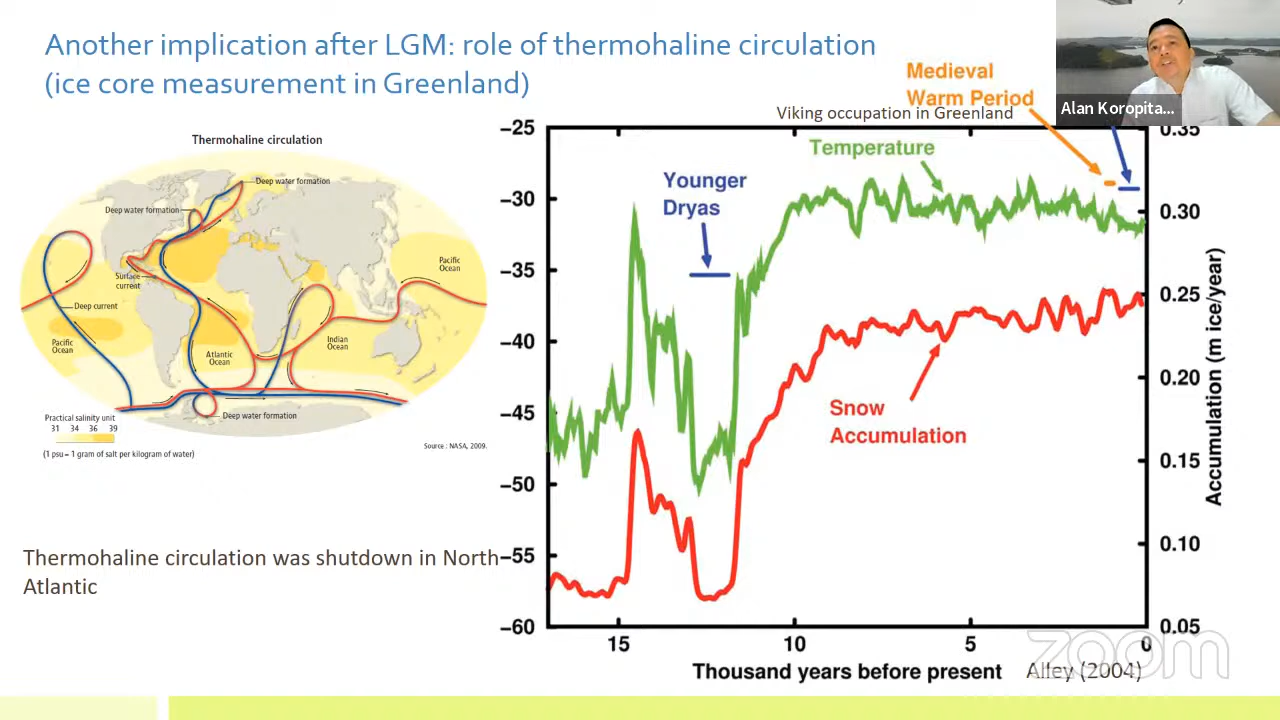 Another implication after LGM: role of thermohaline circulation
(ice core measurement in Greenland)
Alan Koropita...
Thermohaline circulation
Deep water formation
Deep water formation
Surface
current
Deep current
Pacific
Ocean
Pacific
Ocean
Atlantic
Ocean
Indian
Ocean
Deep water formation
Practical salinity unit
31 34 36 39
(1 psu = 1 gram of salt per kilogram of water)
Source : NASA, 2009.
Thermohaline circulation was shutdown in North
Atlantic
Medieval
Warm Period
Viking occupation in Greenland
Temperature
Younger
Dryas
Snow
Accumulation
−25
−30
−35
−40
−45
−50
−55
−60
0.35
0.30
0.25
0.20
0.15
0.10
0.05
Accumulation (m ice/year)
15 10 5 0
Thousand years before present
Alley (2004)
zoom